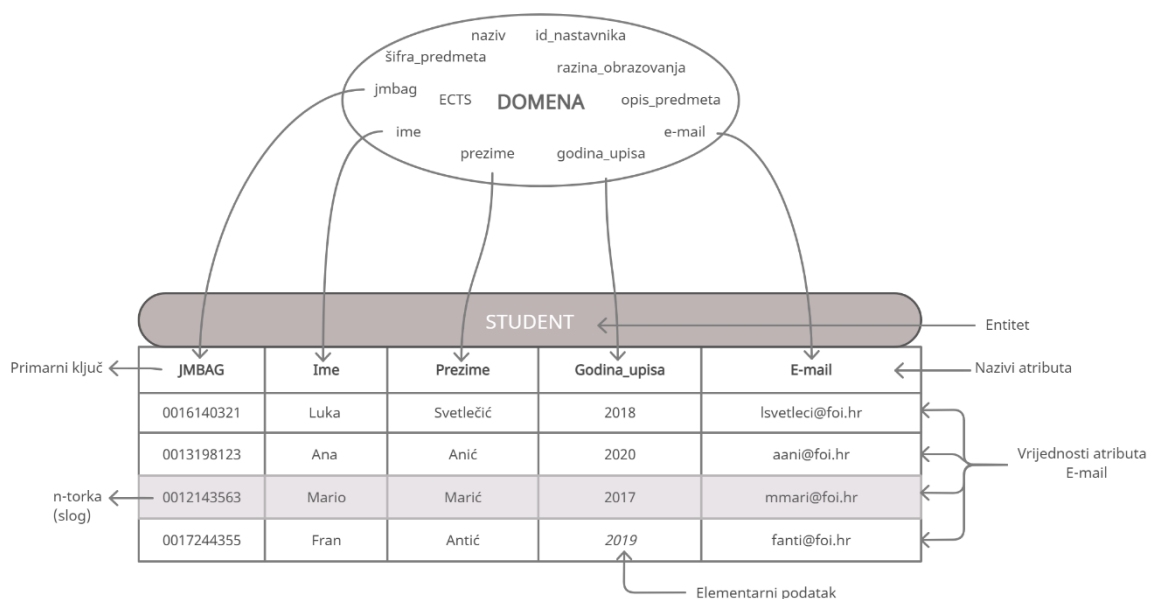 naziv id_nastavnika
šifra_predmeta
razina_obrazovanja
jmbag
ECTS DOMENA opis_predmeta
ime e-mail
prezime godina_upisa
STUDENT
Entitet
Primarni ključ
JMBAG Ime Prezime Godina_upisa E-mail
Nazivi atributa
0016140321 Luka Svetlečić 2018 lsvetleci@foi.hr
0013198123 Ana Anić 2020 aani@foi.hr
Vrijednosti atributa
E-mail
n-torka
(slog)
0012143563 Mario Marić 2017 mmari@foi.hr
0017244355 Fran Antić 2019 fanti@foi.hr
Elementarni podatak